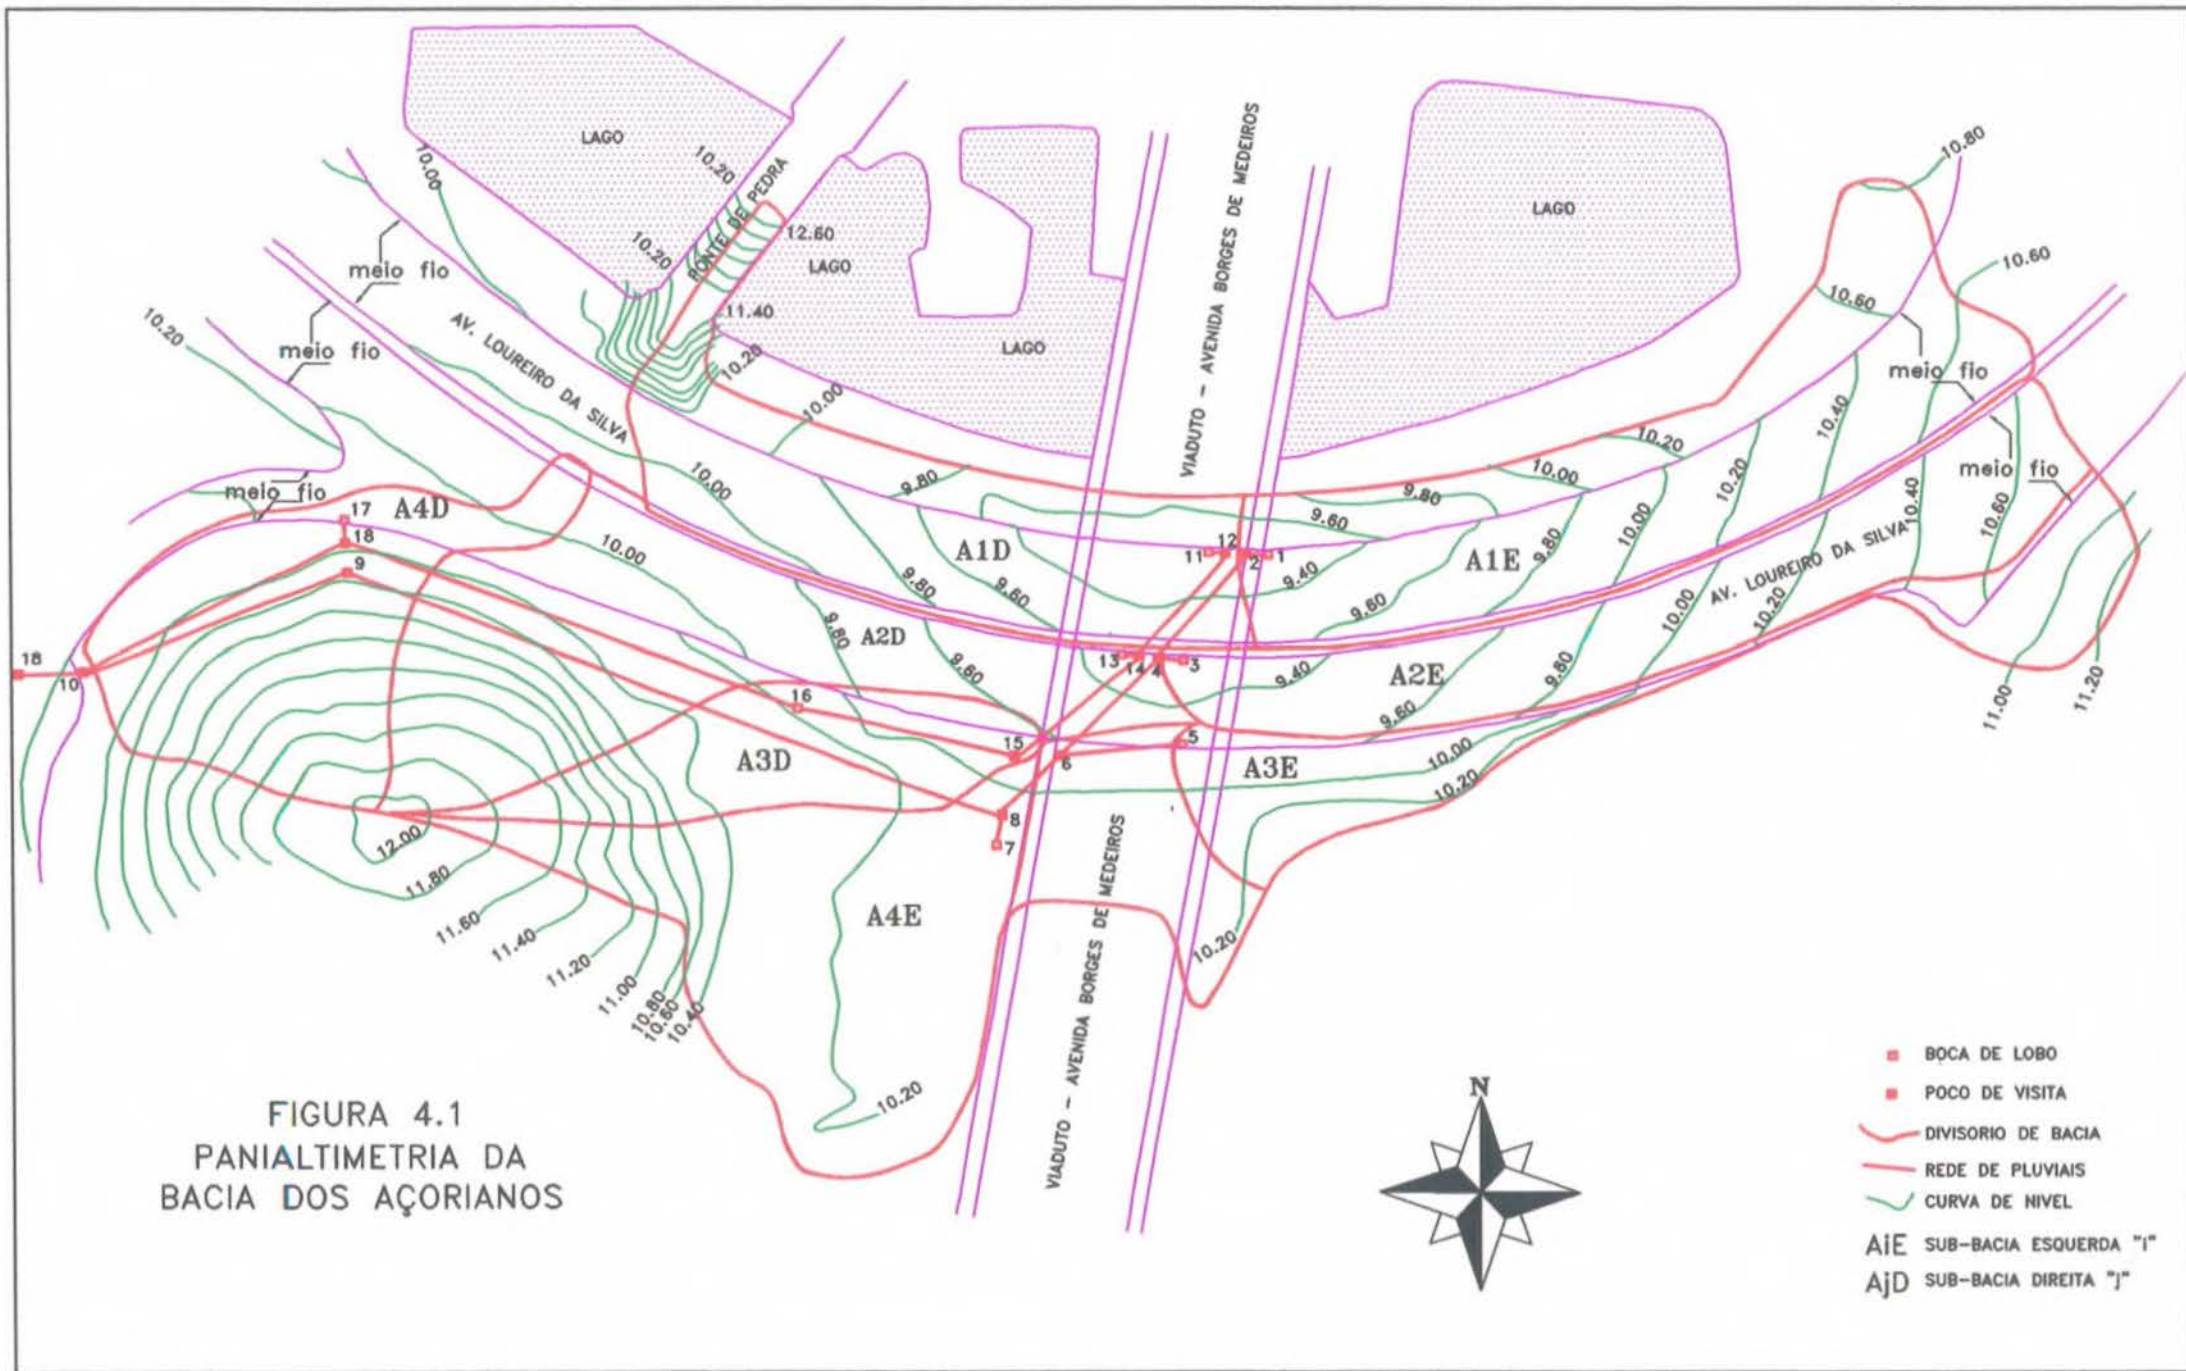 LAGO
10.00
10.20
PONTE DE PEDRA
10.20
12.60
LAGO
11.40
10.20
LAGO
VIADUTO - AVENIDA BORGES DE MEDEIROS
LAGO
10.80
10.60
10.60
meio fio
meio fio
meio fio
meio fio
10.20
AV. LOUREIRO DA SILVA
10.00
10.00
9.80
9.80
9.60
10.00
10.20
10.20
10.40
meio fio
meio fio
10.40
10.60
17
A4D
18
9
10.00
9.80
9.60
A1D
11
12
2
1
9.40
A1E
9.60
9.80
10.00
AV. LOUREIRO DA SILVA
10.00
10.20
9.80
A2D
9.60
13
14
4
3
9.40
A2E
9.60
9.80
11.00
11.20
18
10
16
15
6
5
A3D
A3E
10.00
10.20
8
7
12.00
11.80
11.60
11.40
11.20
11.00
10.80
10.60
10.40
A4E
10.20
10.20
VIADUTO - AVENIDA BORGES DE MEDEIROS
FIGURA 4.1
PANIALTIMETRIA DA
BACIA DOS AÇORIANOS
N
BOCA DE LOBO
POCO DE VISITA
DIVISORIO DE BACIA
REDE DE PLUVIAIS
CURVA DE NIVEL
AiE SUB-BACIA ESQUERDA "i"
AjD SUB-BACIA DIREITA "j"